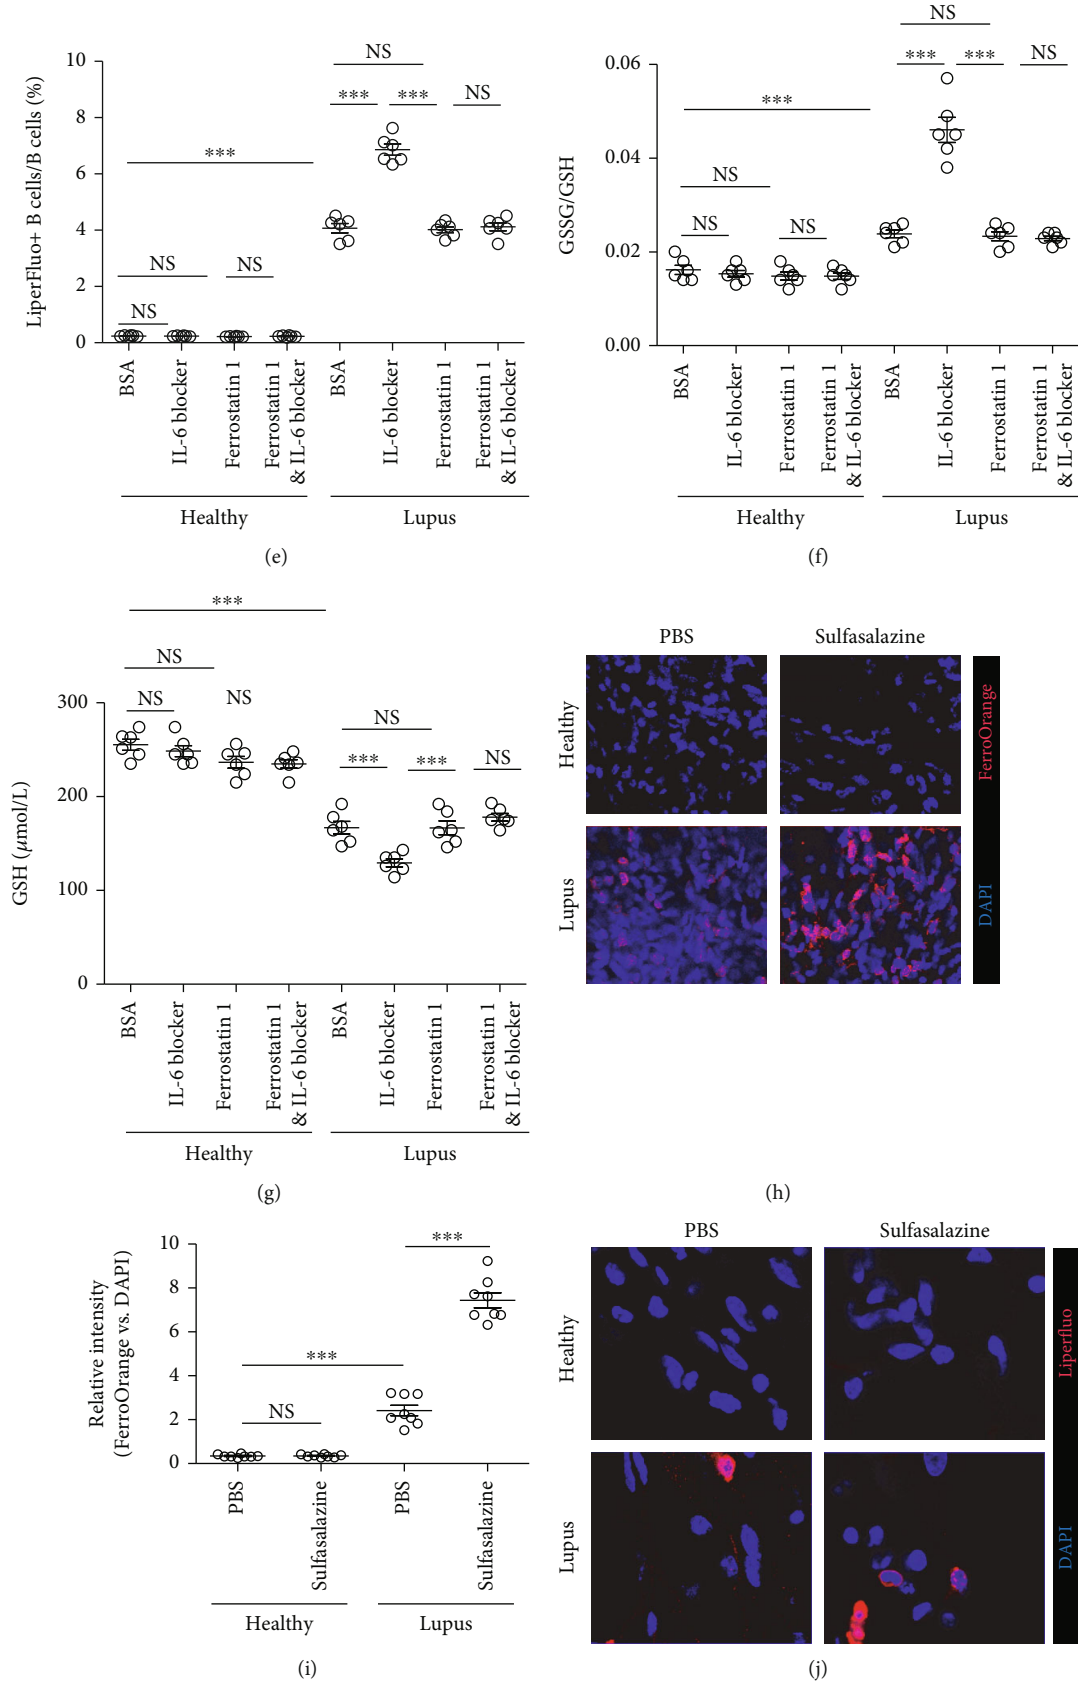 LiperFluo+ B cells/B cells (%)
10
8
6
4
2
0
***
NS
NS
NS
NS
***
***
NS
BSA
IL-6 blocker
Ferrostatin 1
Ferrostatin 1
& IL-6 blocker
BSA
IL-6 blocker
Ferrostatin 1
Ferrostatin 1
& IL-6 blocker
Healthy
Lupus
(e)
GSSG/GSH
0.06
0.04
0.02
0.00
***
NS
NS
NS
NS
***
***
NS
BSA
IL-6 blocker
Ferrostatin 1
Ferrostatin 1
& IL-6 blocker
BSA
IL-6 blocker
Ferrostatin 1
Ferrostatin 1
& IL-6 blocker
Healthy
Lupus
(f)
GSH (μmol/L)
300
200
100
0
***
NS
NS
NS
NS
***
***
NS
BSA
IL-6 blocker
Ferrostatin 1
Ferrostatin 1
& IL-6 blocker
BSA
IL-6 blocker
Ferrostatin 1
Ferrostatin 1
& IL-6 blocker
Healthy
Lupus
(g)
PBS
Sulfasalazine
Healthy
Lupus
FerroOrange
DAPI
(h)
Relative intensity
(FerroOrange vs. DAPI)
10
8
6
4
2
0
***
***
NS
PBS
Sulfasalazine
PBS
Sulfasalazine
Healthy
Lupus
(i)
PBS
Sulfasalazine
Healthy
Lupus
Liperfluo
DAPI
(j)